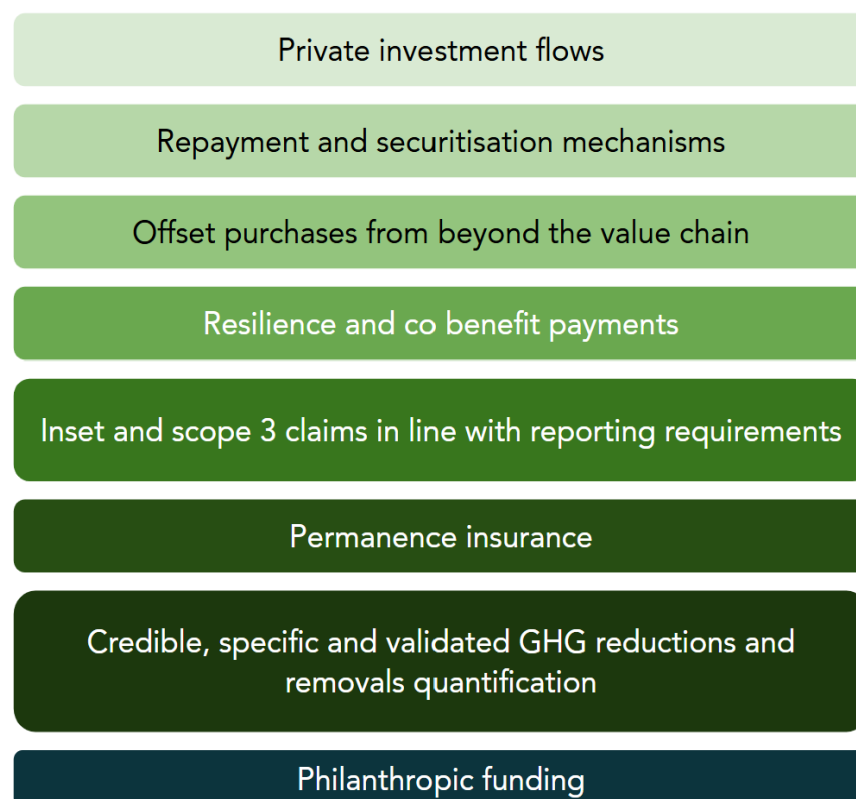 Private investment flows
Repayment and securitisation mechanisms
Offset purchases from beyond the value chain
Resilience and co benefit payments
Inset and scope 3 claims in line with reporting requirements
Permanence insurance
Credible, specific and validated GHG reductions and
removals quantification
Philanthropic funding